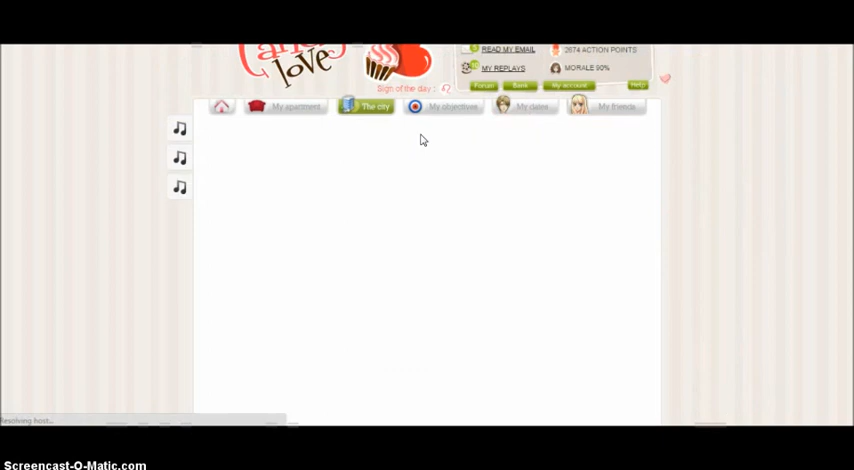 love
READ MY EMAIL
2674 ACTION POINTS
MY REPLAYS
MORALE 90%
Sign of the day :
Forum
Bank
My account
Help
My apartment
The city
My objectives
My dates
My friends
Resolving host...
Screencast-O-Matic.com